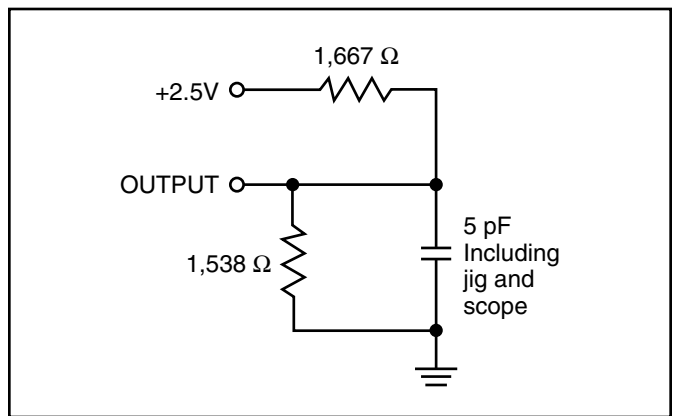 1,667 Ω
+2.5V
OUTPUT
1,538 Ω
5 pF
Including
jig and
scope